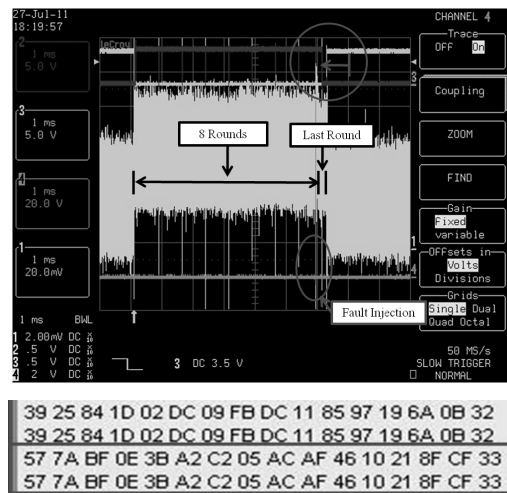 27-Jul-11
18:19:57
LeCroy
2
1 ms
5.0 V
3
1 ms
5.0 V
1 ms
20.0 V
1
1 ms
20.0mV
8 Rounds
Last Round
Fault Injection
3
1
4
CHANNEL 4
Trace
OFF On
Coupling
ZOOM
FIND
Gain
Fixed
variable
Offsets in
Volts
Divisions
Grids
Single Dual
Quad Octal
1 ms BWL
1 2.00mV DC
2 .5 V DC
3 .5 V DC
4 2 V DC
3 DC 3.5 V
50 MS/s
SLOW TRIGGER
NORMAL
39 25 84 1D 02 DC 09 FB DC 11 85 97 19 6A 0B 32
39 25 84 1D 02 DC 09 FB DC 11 85 97 19 6A 0B 32
57 7A BF 0E 3B A2 C2 05 AC AF 46 10 21 8F CF 33
57 7A BF 0E 3B A2 C2 05 AC AF 46 10 21 8F CF 33